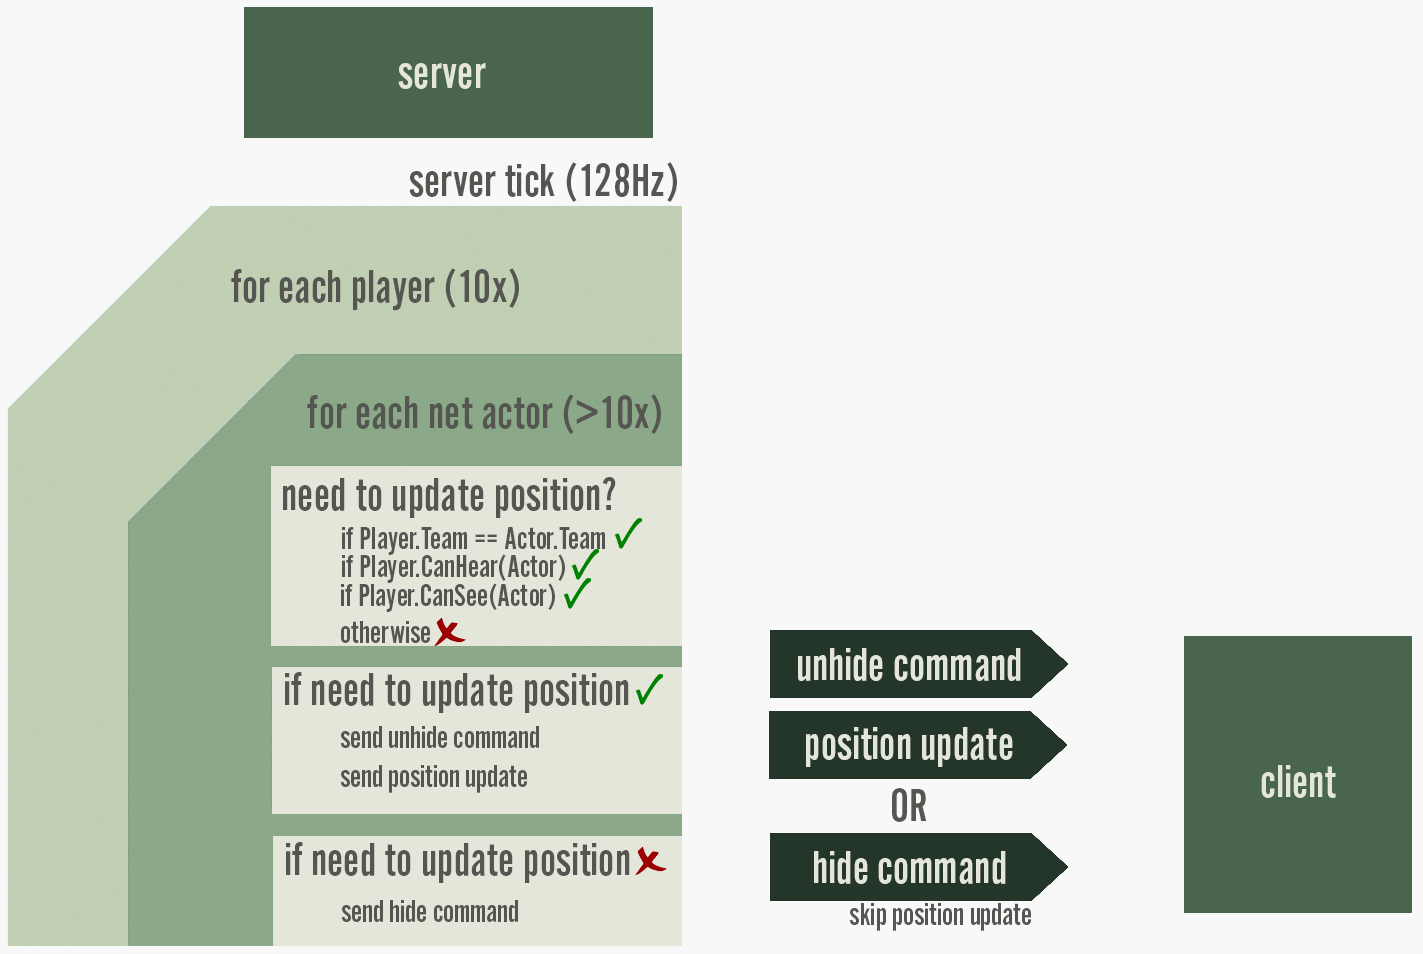 server
server tick (128Hz)
for each player (10x)
for each net actor (>10x)
need to update position?
if Player.Team == Actor.Team
if Player.CanHear(Actor)
if Player.CanSee(Actor)
otherwise
if need to update position
send unhide command
send position update
if need to update position
send hide command
unhide command
position update
OR
hide command
skip position update
client